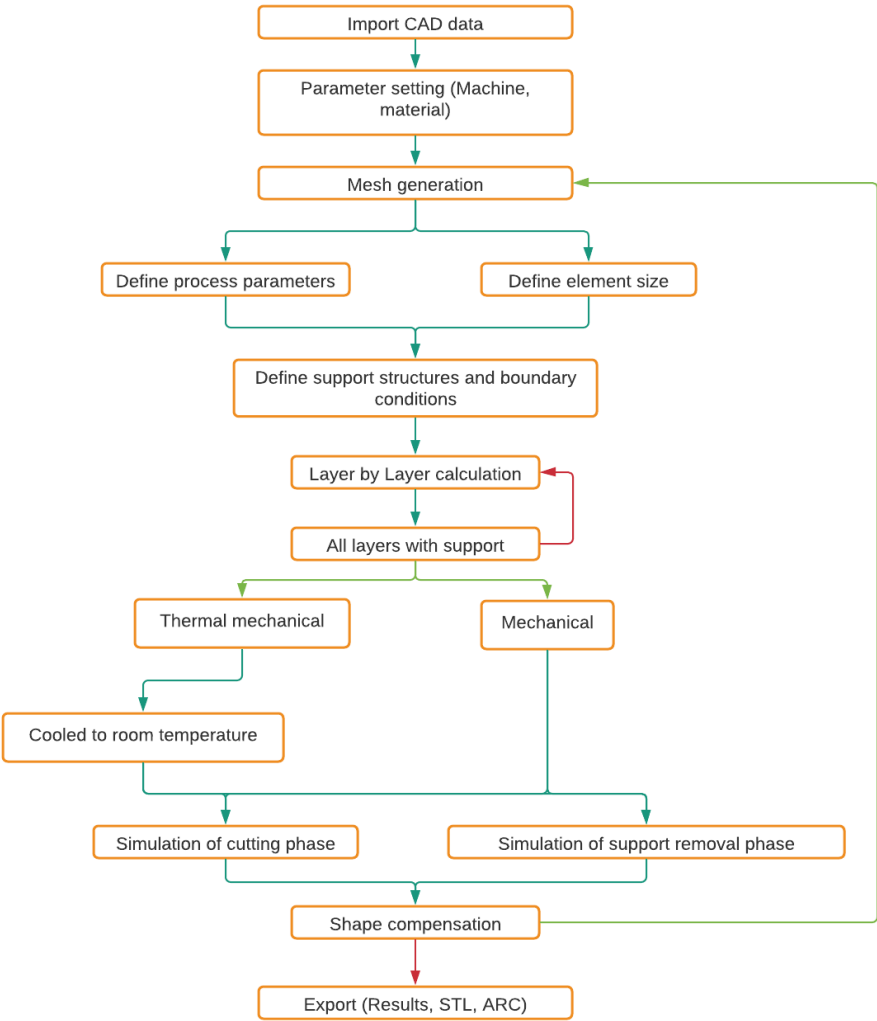 Import CAD data
Parameter setting (Machine,
material)
Mesh generation
Define process parameters
Define element size
Define support structures and boundary
conditions
Layer by Layer calculation
All layers with support
Thermal mechanical
Mechanical
Cooled to room temperature
Simulation of cutting phase
Simulation of support removal phase
Shape compensation
Export (Results, STL, ARC)